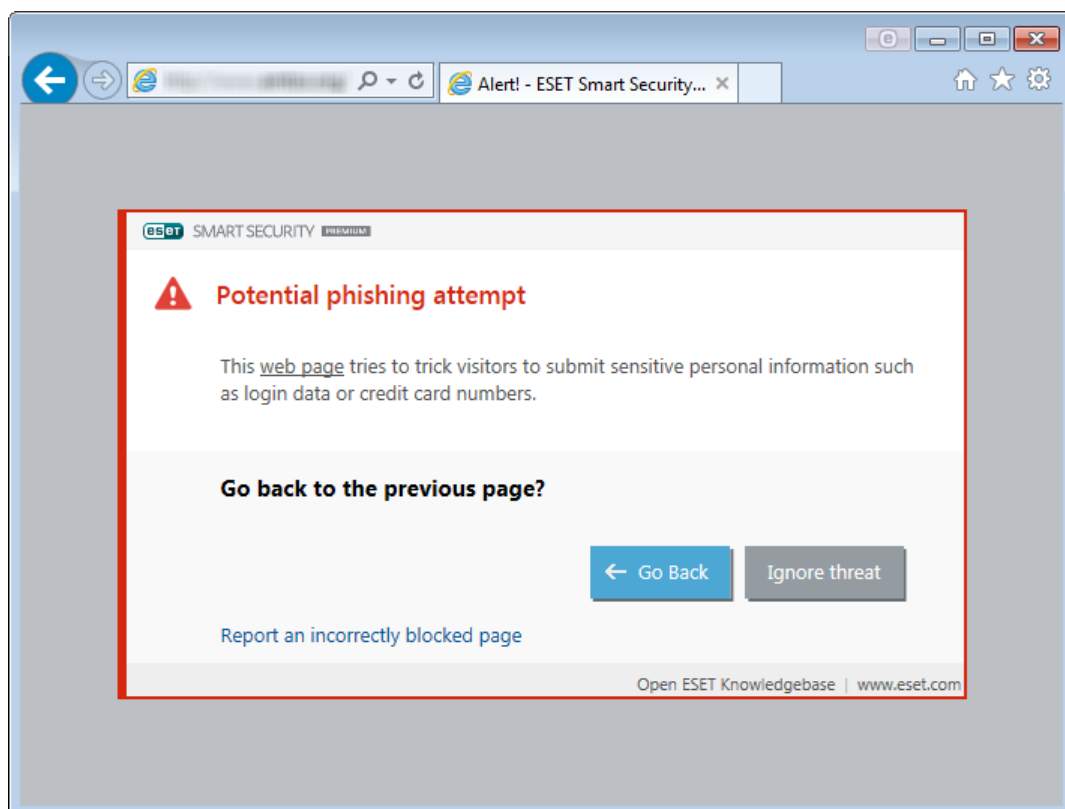 Alert! - ESET Smart Security...
eset SMART SECURITY PREMIUM
Potential phishing attempt
This web page tries to trick visitors to submit sensitive personal information such
as login data or credit card numbers.
Go back to the previous page?
Go Back Ignore threat
Report an incorrectly blocked page
Open ESET Knowledgebase | www.eset.com